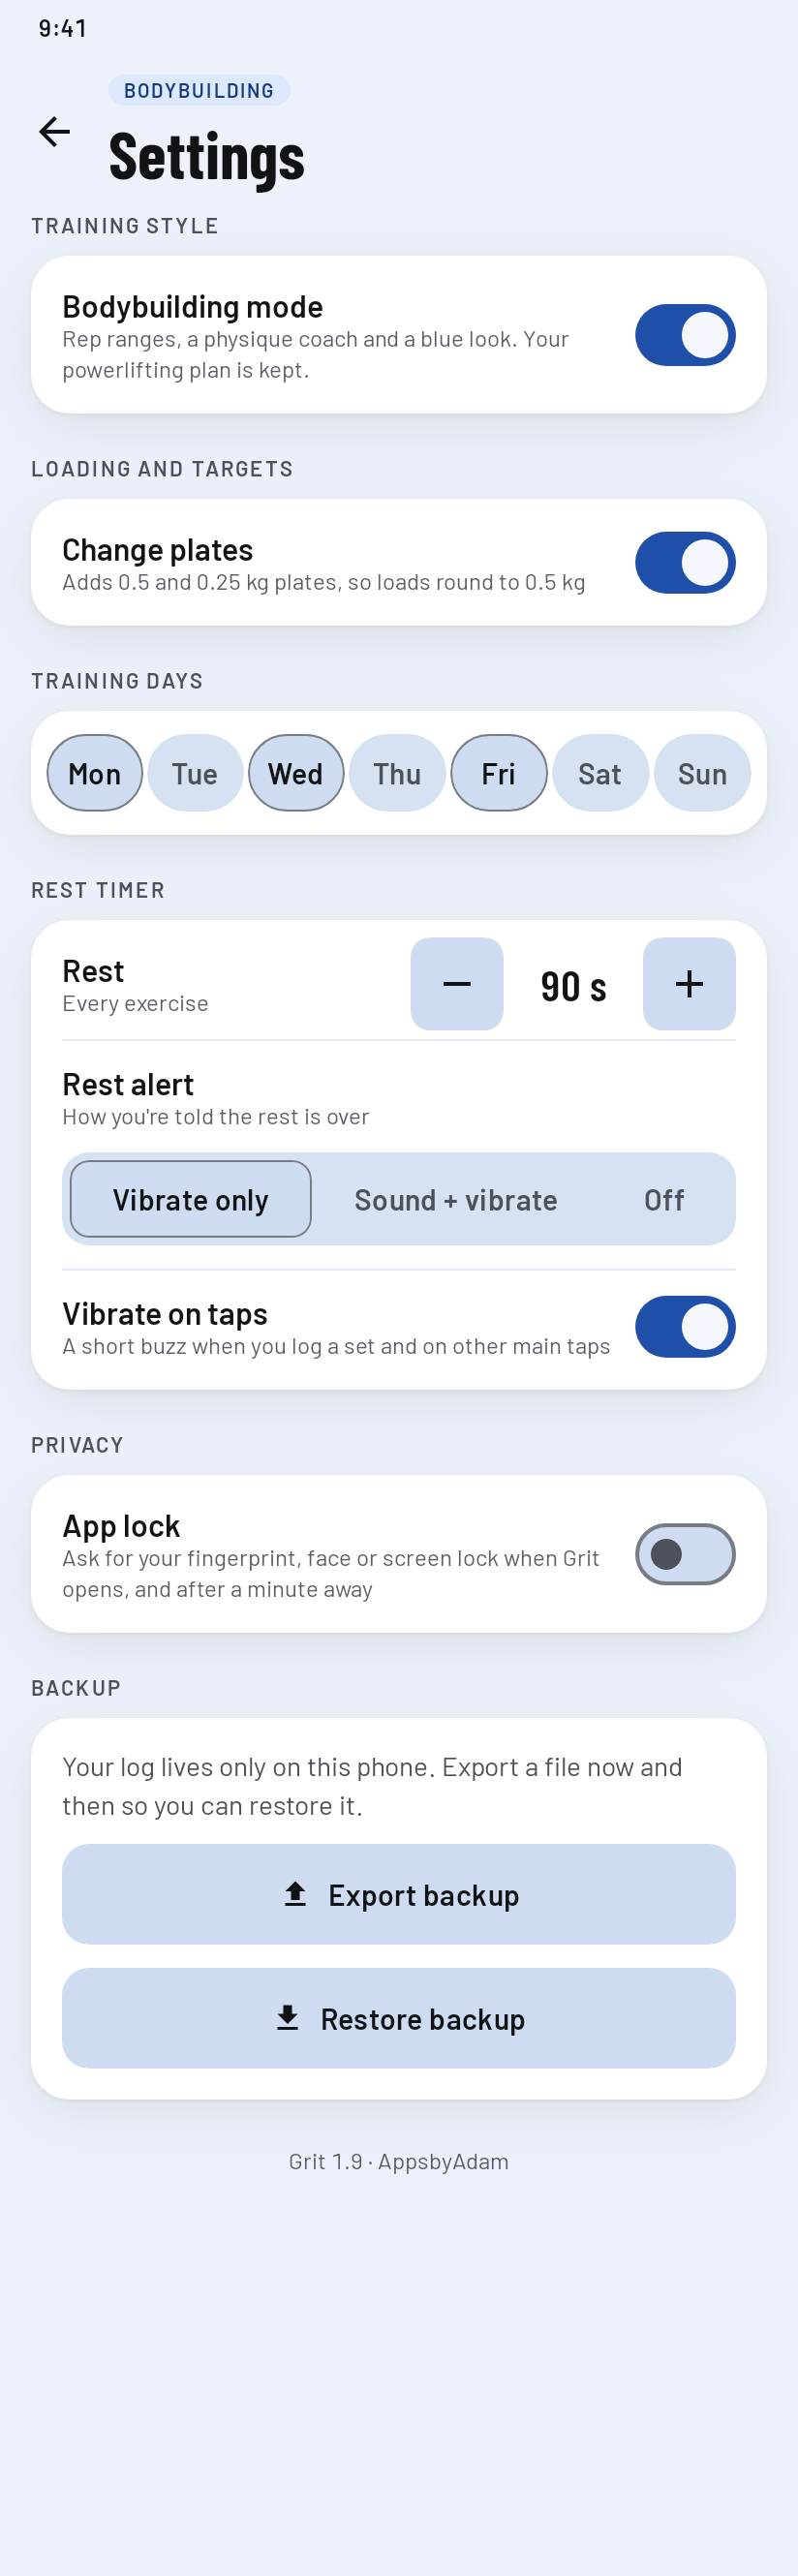 9:41
BODYBUILDING
Settings
TRAINING STYLE
Bodybuilding mode
Rep ranges, a physique coach and a blue look. Your
powerlifting plan is kept.
LOADING AND TARGETS
Change plates
Adds 0.5 and 0.25 kg plates, so loads round to 0.5 kg
TRAINING DAYS
Mon Tue Wed Thu Fri Sat Sun
REST TIMER
Rest
Every exercise
90 s
Rest alert
How you're told the rest is over
Vibrate only Sound + vibrate Off
Vibrate on taps
A short buzz when you log a set and on other main taps
PRIVACY
App lock
Ask for your fingerprint, face or screen lock when Grit
opens, and after a minute away
BACKUP
Your log lives only on this phone. Export a file now and
then so you can restore it.
Export backup
Restore backup
Grit 1.9 · AppsbyAdam